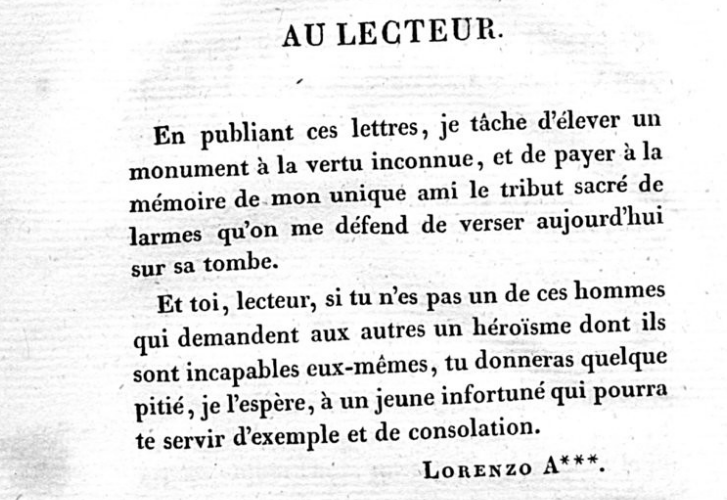 AU LECTEUR.
En publiant ces lettres, je tâche d'élever un
monument à la vertu inconnue, et de payer à la
mémoire de mon unique ami le tribut sacré de
larmes qu'on me défend de verser aujourd'hui
sur sa tombe.
Et toi, lecteur, si tu n'es pas un de ces hommes
qui demandent aux autres un héroïsme dont ils
sont incapables eux-mêmes, tu donneras quelque
pitié, je l'espère, à un jeune infortuné qui pourra
te servir d'exemple et de consolation.
LORENZO A***.